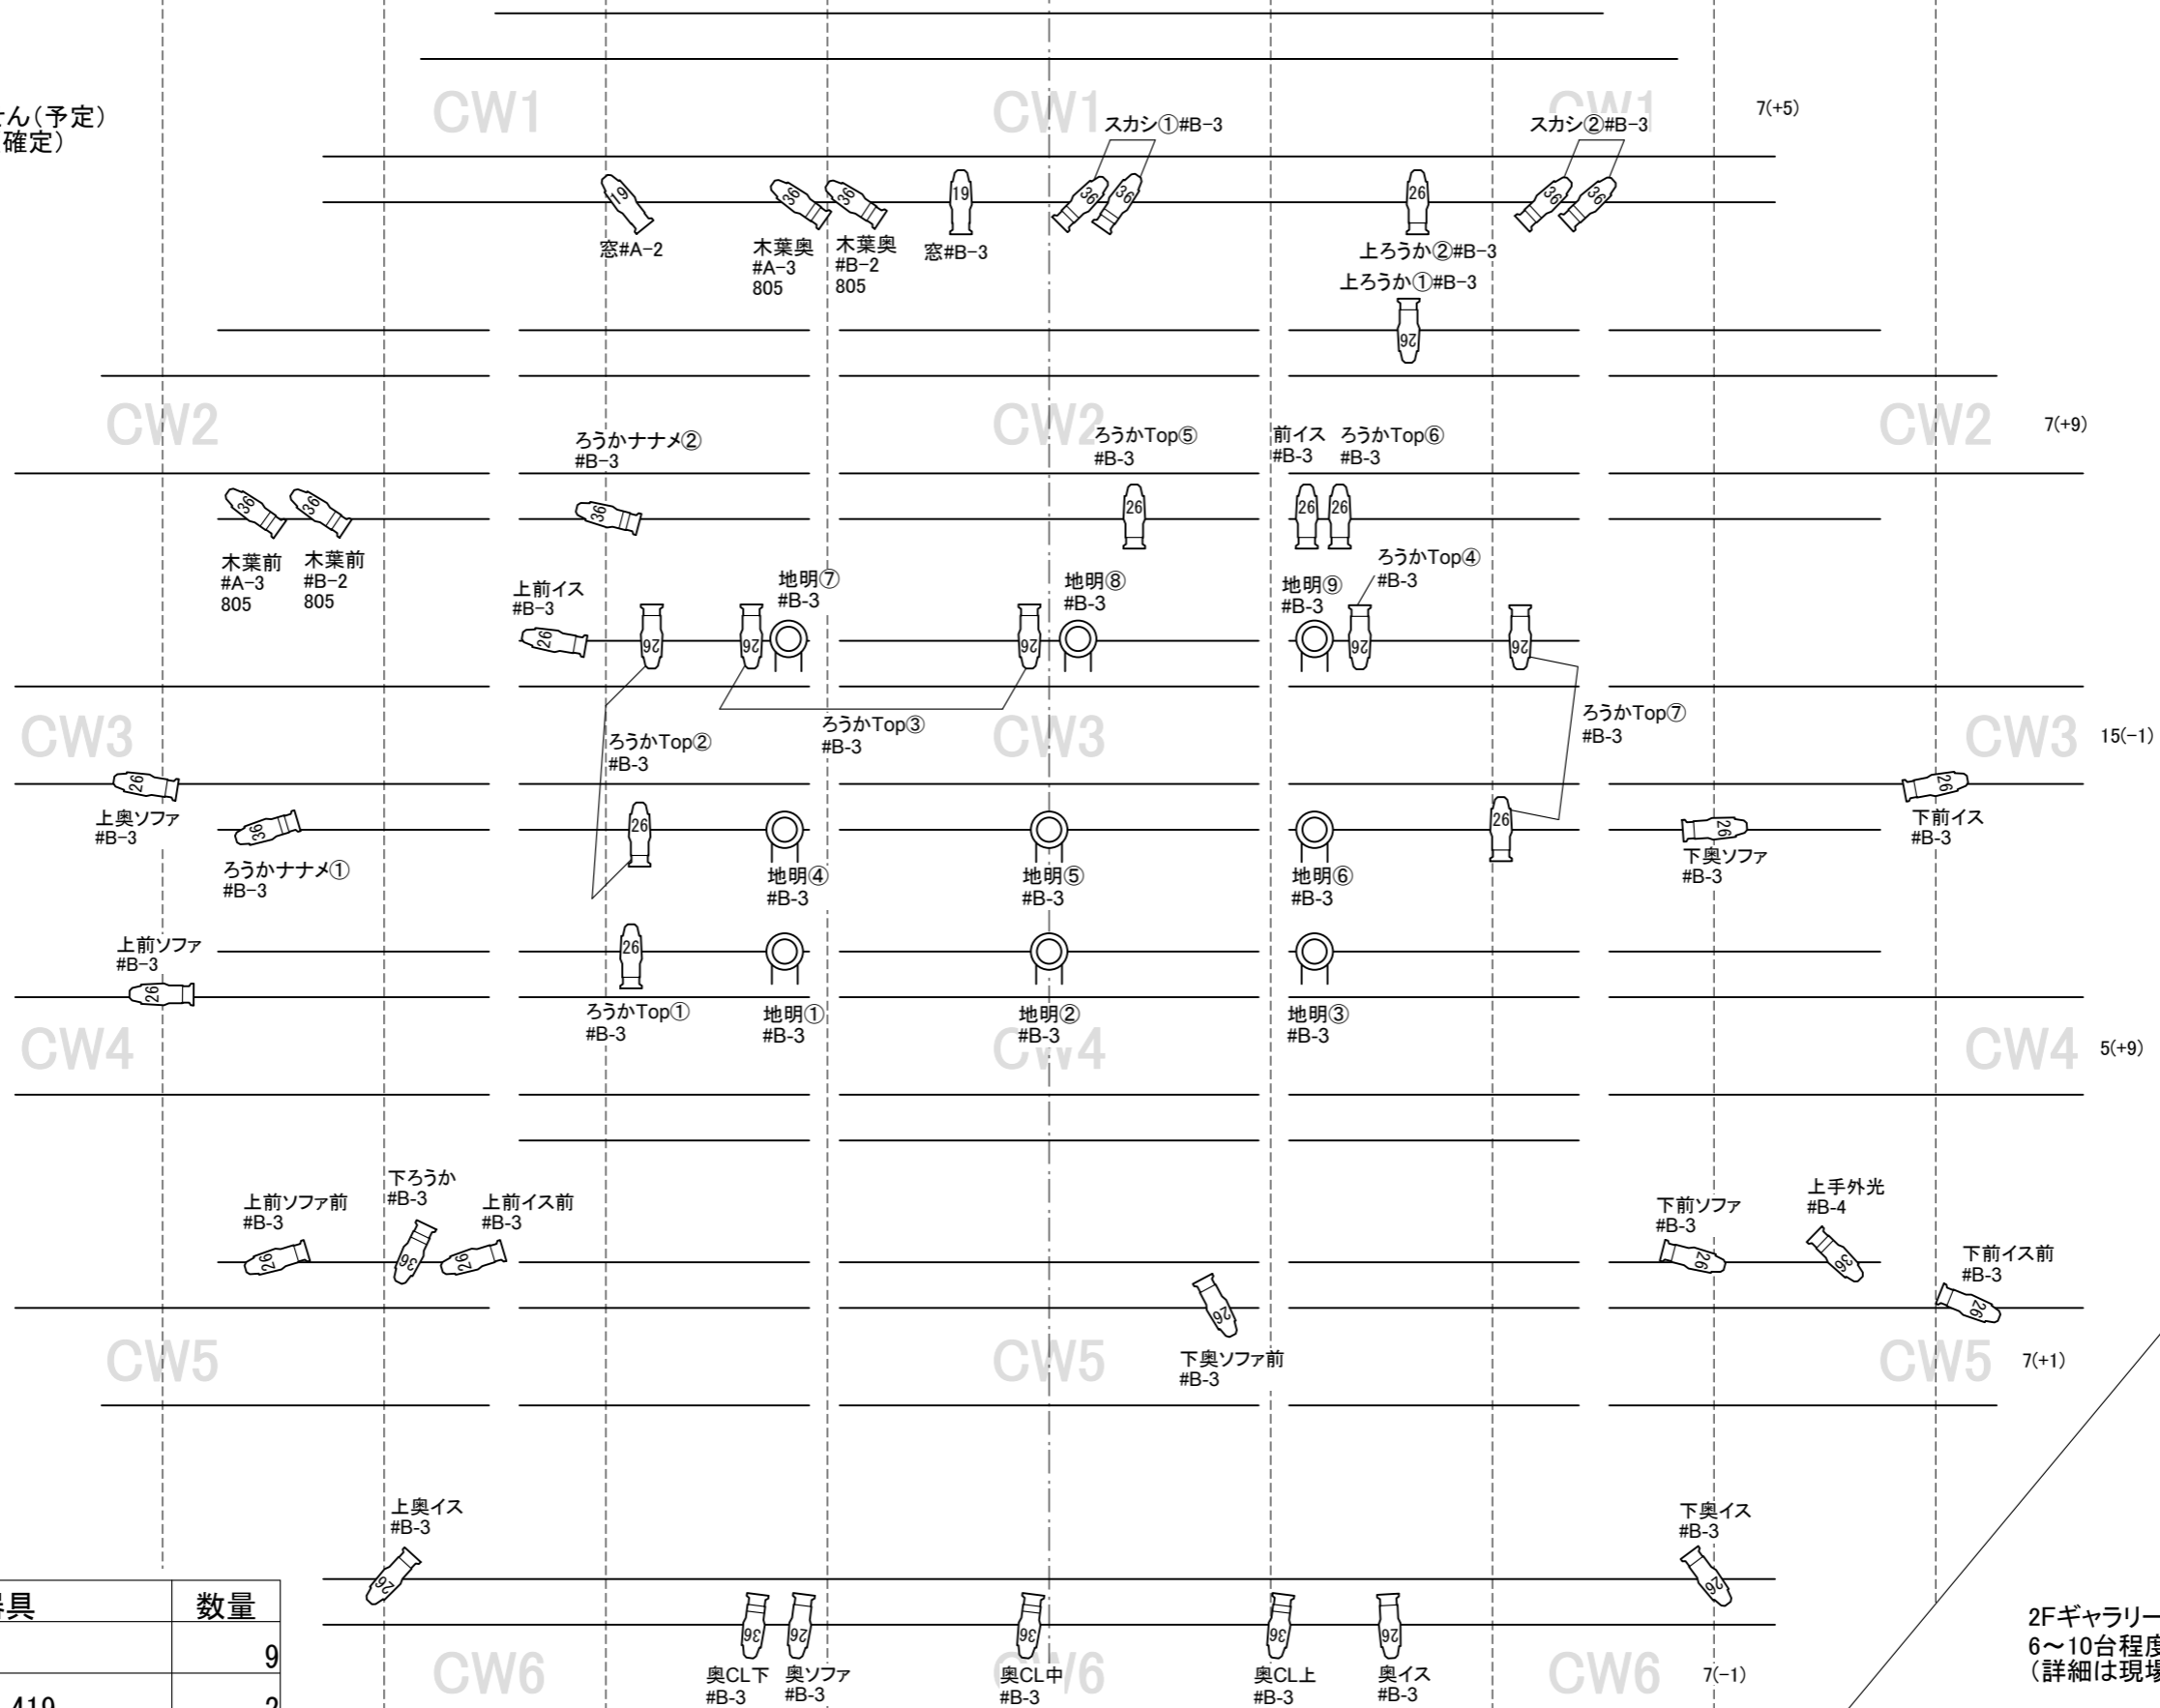 せん（予定）
確定）
CW1
CW1
CW1
7(+5)
スカシ①#B-3
スカシ②#B-3
19
36
36
19
36
36
26
36
36
窓#A-2
木葉奥
#A-3
805
木葉奥
#B-2
805
窓#B-3
上ろうか②#B-3
上ろうか①#B-3
26
CW2
CW2
CW2
7(+9)
ろうかナナメ②
#B-3
ろうかTop⑤
#B-3
前イス
#B-3
ろうかTop⑥
#B-3
36
36
36
26
26
26
木葉前
#A-3
805
木葉前
#B-2
805
上前イス
#B-3
地明⑦
#B-3
地明⑧
#B-3
地明⑨
#B-3
ろうかTop④
#B-3
26
26
26
26
26
26
CW3
CW3
CW3
15(-1)
ろうかTop②
#B-3
ろうかTop③
#B-3
ろうかTop⑦
#B-3
26
上奥ソファ
#B-3
36
ろうかナナメ①
#B-3
26
地明④
#B-3
地明⑤
#B-3
地明⑥
#B-3
26
26
下奥ソファ
#B-3
26
下前イス
#B-3
上前ソファ
#B-3
26
26
ろうかTop①
#B-3
地明①
#B-3
地明②
#B-3
地明③
#B-3
CW4
CW4
CW4
5(+9)
上前ソファ前
#B-3
下ろうか
#B-3
上前イス前
#B-3
下前ソファ
#B-3
上手外光
#B-4
下前イス前
#B-3
26
36
26
26
26
36
26
下奥ソファ前
#B-3
CW5
CW5
CW5
7(+1)
上奥イス
#B-3
26
下奥イス
#B-3
26
36
26
36
36
26
CW6
CW6
CW6
7(-1)
奥CL下
#B-3
奥ソファ
#B-3
奥CL中
#B-3
奥CL上
#B-3
奥イス
#B-3
器具
数量
9
419
2
2Fギャラリー
6～10台程度
（詳細は現場